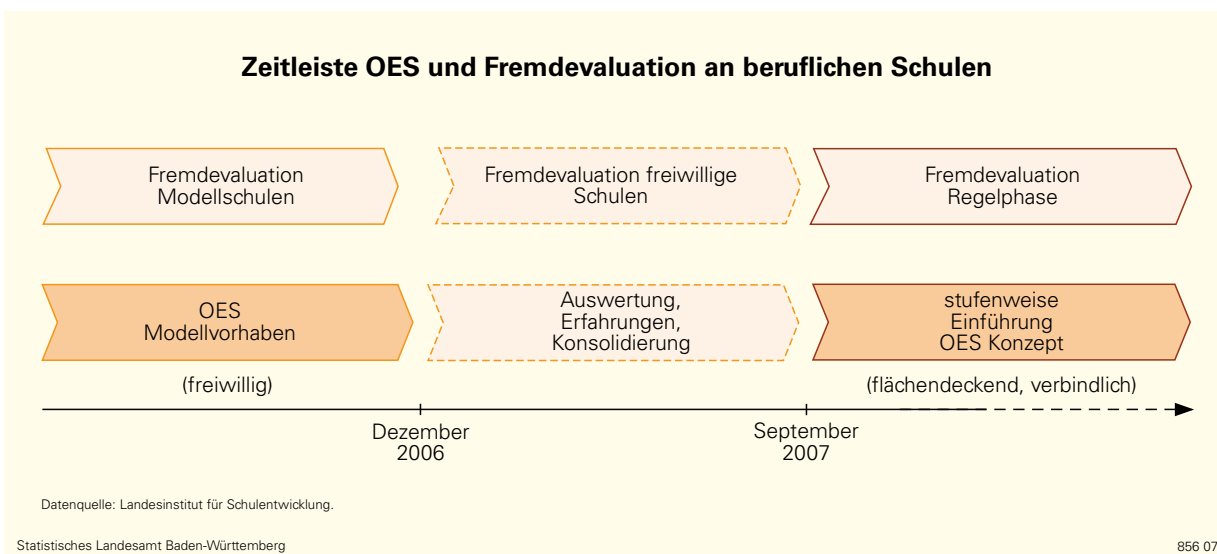 Zeitleiste OES und Fremdevaluation an beruflichen Schulen
Fremdevaluation
Modellschulen
Fremdevaluation freiwillige
Schulen
Fremdevaluation
Regelphase
OES
Modellvorhaben
Auswertung,
Erfahrungen,
Konsolidierung
stufenweise
Einführung
OES Konzept
(freiwillig)
(flächendeckend, verbindlich)
Dezember
2006
September
2007
Datenquelle: Landesinstitut für Schulentwicklung.
Statistisches Landesamt Baden-Württemberg
856 07